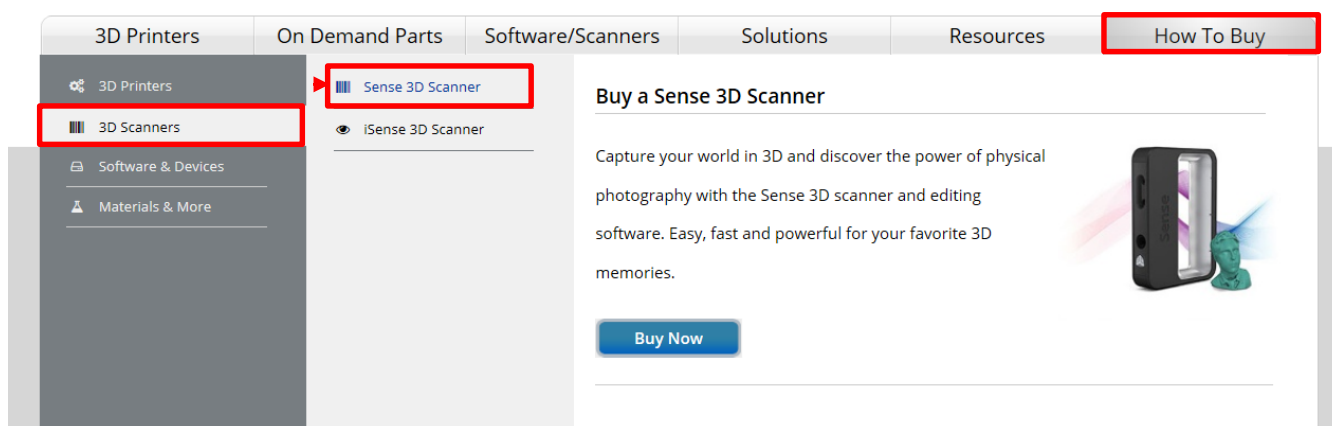 3D Printers
On Demand Parts
Software/Scanners
Solutions
Resources
How To Buy
3D Printers
3D Scanners
Software & Devices
Materials & More
Sense 3D Scanner
iSense 3D Scanner
Buy a Sense 3D Scanner
Capture your world in 3D and discover the power of physical
photography with the Sense 3D scanner and editing
software. Easy, fast and powerful for your favorite 3D
memories.
Sense
Buy Now